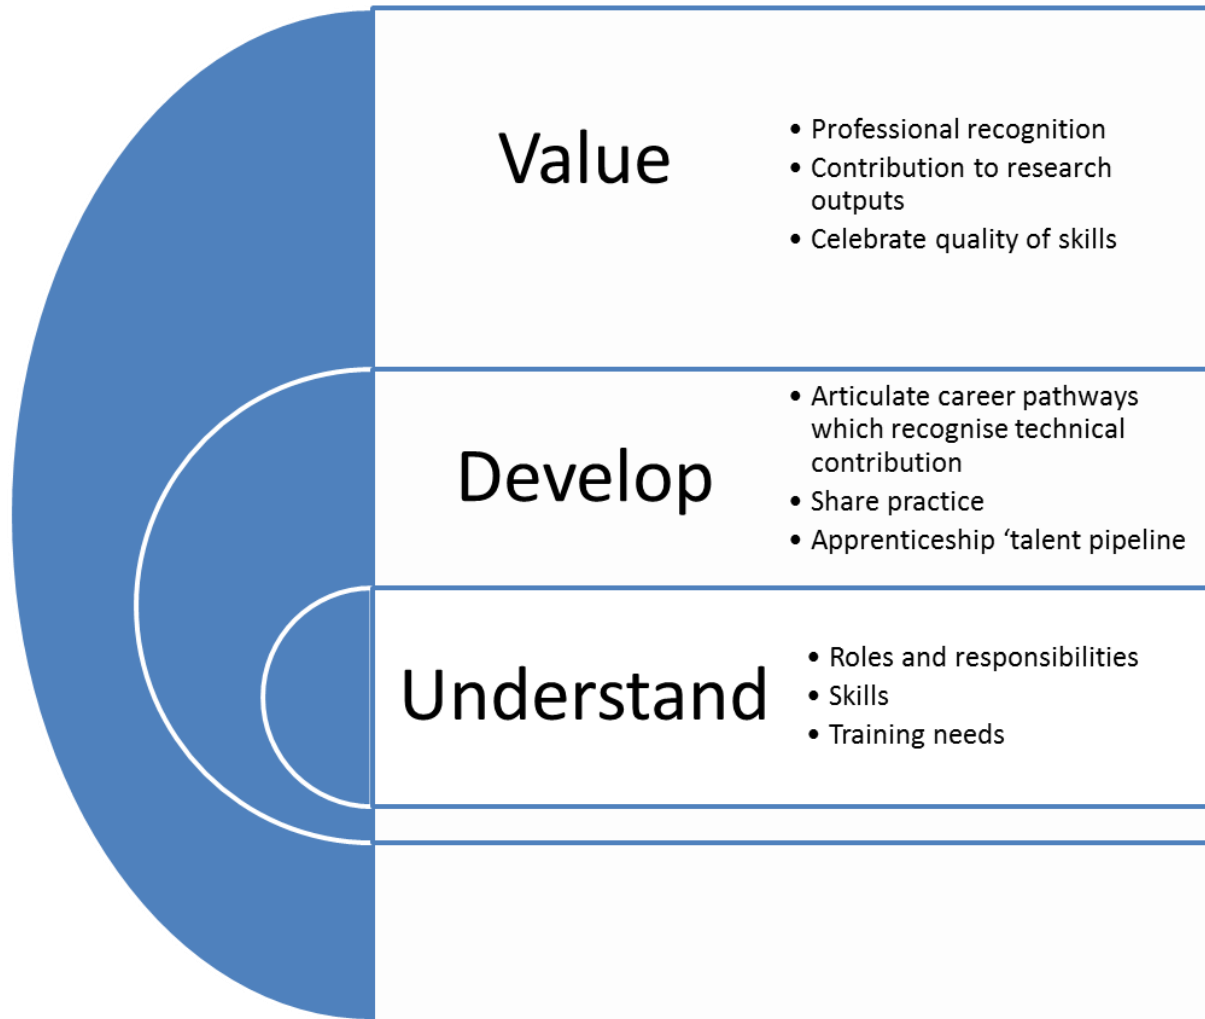 Value
• Professional recognition
• Contribution to research
outputs
• Celebrate quality of skills
Develop
• Articulate career pathways
which recognise technical
contribution
• Share practice
• Apprenticeship ‘talent pipeline
Understand
• Roles and responsibilities
• Skills
• Training needs